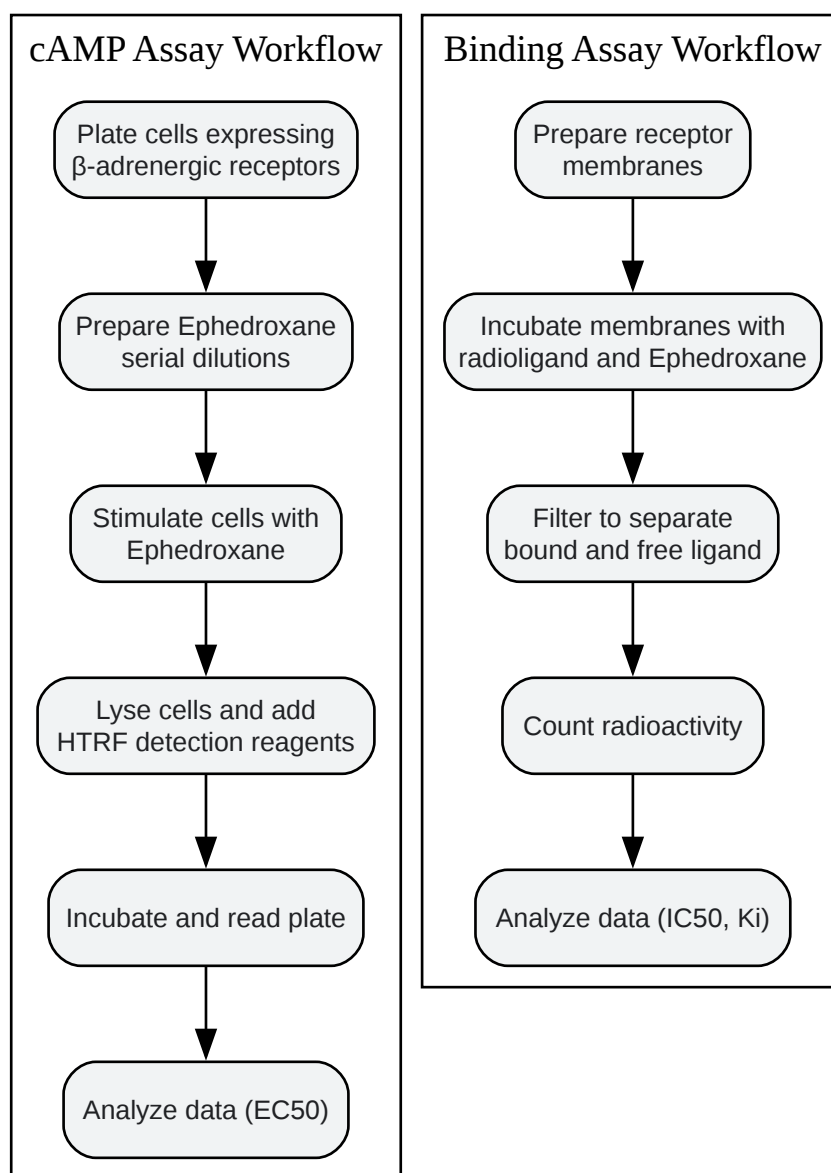 cAMP Assay Workflow
Plate cells expressing
β-adrenergic receptors
Prepare Ephedroxane
serial dilutions
Stimulate cells with
Ephedroxane
Lyse cells and add
HTRF detection reagents
Incubate and read plate
Analyze data (EC50)
Binding Assay Workflow
Prepare receptor
membranes
Incubate membranes with
radioligand and Ephedroxane
Filter to separate
bound and free ligand
Count radioactivity
Analyze data (IC50, Ki)